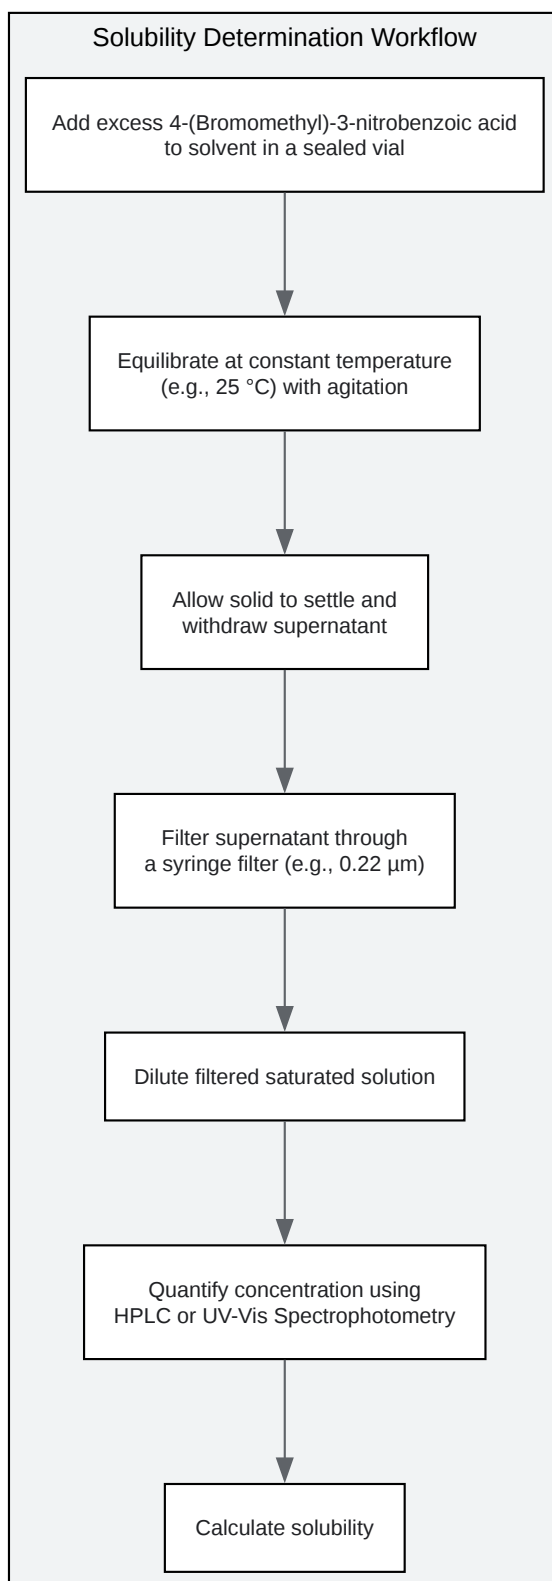 Solubility Determination Workflow
Add excess 4-(Bromomethyl)-3-nitrobenzoic acid
to solvent in a sealed vial
Equilibrate at constant temperature
(e.g., 25 °C) with agitation
Allow solid to settle and
withdraw supernatant
Filter supernatant through
a syringe filter (e.g., 0.22 µm)
Dilute filtered saturated solution
Quantify concentration using
HPLC or UV-Vis Spectrophotometry
Calculate solubility